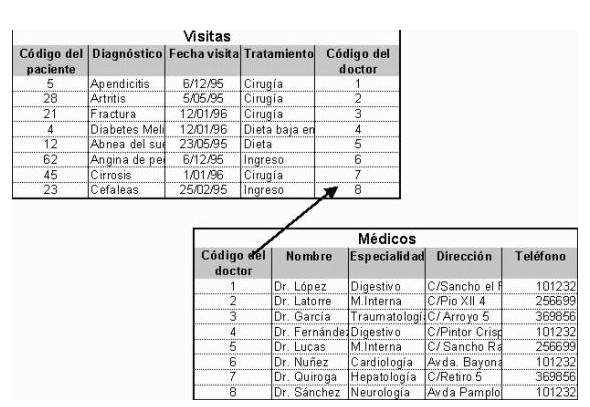 Visitas
Código del paciente Diagnóstico Fecha visita Tratamiento Código del doctor
5 Apendicitis 6/12/95 Cirugía 1
28 Artritis 5/05/95 Cirugía 2
21 Fractura 12/01/96 Cirugía 3
4 Diabetes Meli 12/01/96 Dieta baja en 4
12 Abnea del su 23/05/95 Dieta 5
62 Angina de pe 6/12/95 Ingreso 6
45 Cirrosis 1/01/96 Cirugía 7
23 Cefaleas 25/02/95 Ingreso 8
Médicos
Código del doctor Nombre Especialidad Dirección Teléfono
1 Dr. López Digestivo C/Sancho el 101232
2 Dr. Latorre M.Interna C/Pio XII 4 256699
3 Dr. García Traumatologí C/ Arroyo 5 369856
4 Dr. Fernánde Digestivo C/Pintor Crisp 101232
5 Dr. Lucas M.Interna C/ Sancho Ra 256699
6 Dr. Nuñez Cardiología Avda. Bayona 101232
7 Dr. Quiroga Hepatología C/Retiro 5 369856
8 Dr. Sánchez Neurología Avda Pamplo 101232